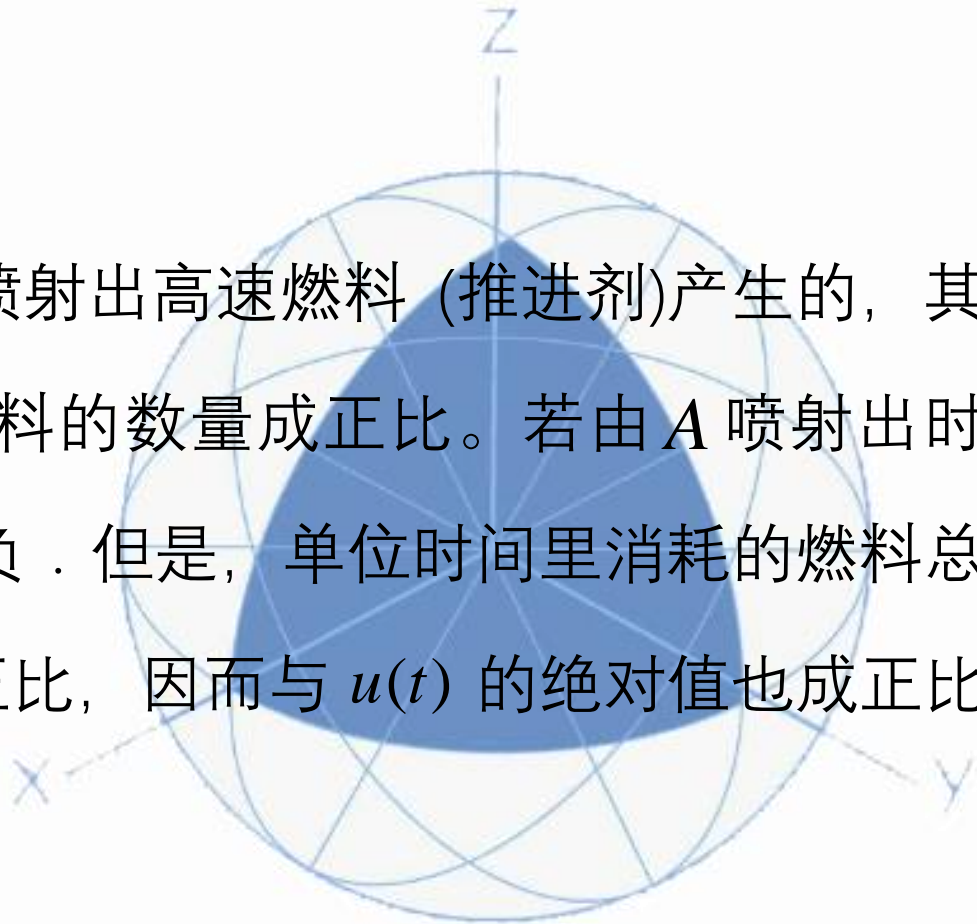 Z
喷射出高速燃料 (推进剂)产生的，其
料的数量成正比。若由 A 喷射出时
负 . 但是，单位时间里消耗的燃料总
正比，因而与 u(t) 的绝对值也成正比
X Y